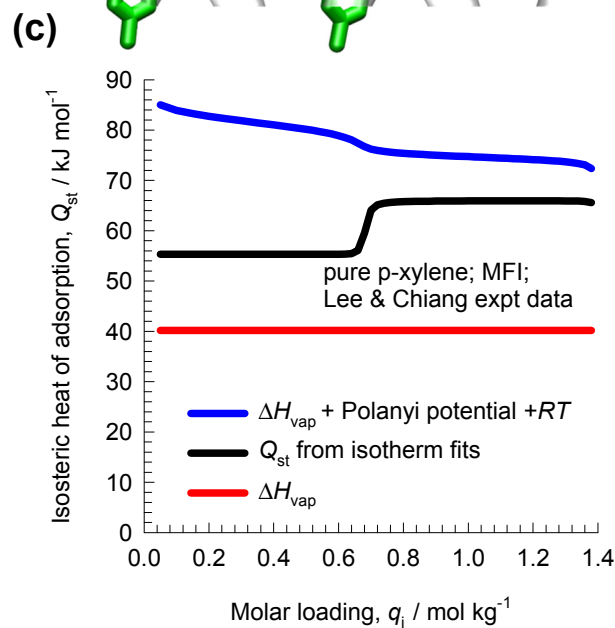 (c)
90
80
70
60
50
40
30
20
10
0
Isosteric heat of adsorption, Qst / kJ mol-1
pure p-xylene; MFI;
Lee & Chiang expt data
ΔHvap + Polanyi potential +RT
Qst from isotherm fits
ΔHvap
0.0 0.2 0.4 0.6 0.8 1.0 1.2 1.4
Molar loading, qi / mol kg-1